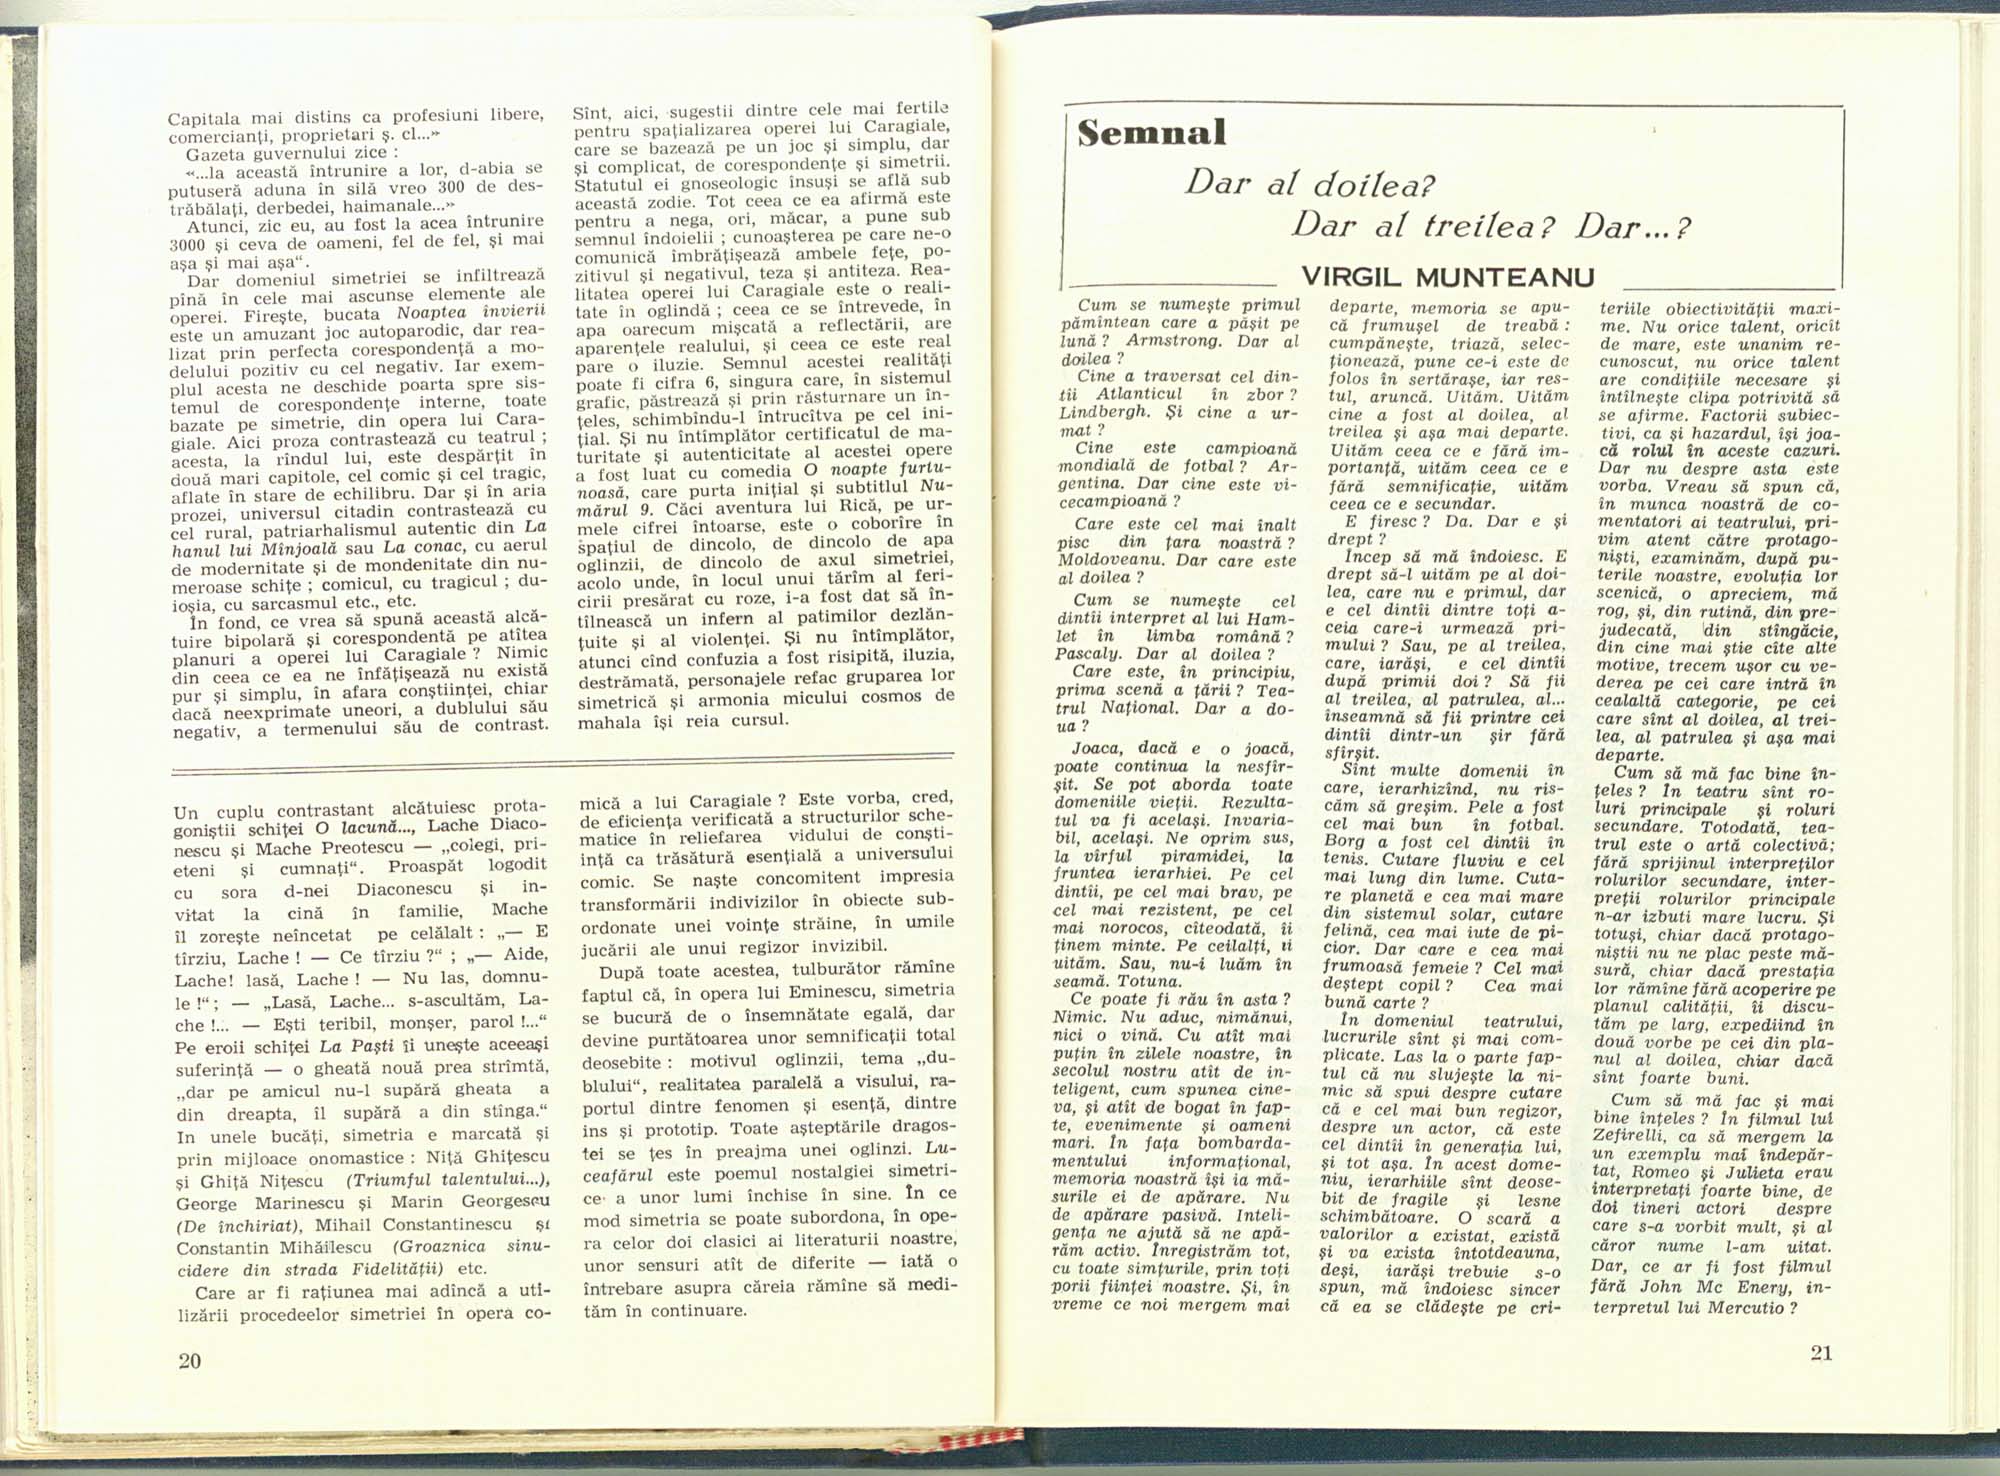 Capitala mai distins ca profesiuni libere,
comercianţi, proprietari ş. cl...»
Gazeta guvernului zice :
«...la această întrunire a lor, d-abia se
putuseră aduna în silă vreo 300 de des-
trăbălaţi, derbedei, haimanale...»
Atunci, zic eu, au fost la acea întrunire
3000 şi ceva de oameni, fel de fel, şi mai
aşa şi mai aşa“.
Dar domeniul simetriei se infiltrează
pînă în cele mai ascunse elemente ale
operei. Fireşte, bucata Noaptea învierii
este un amuzant joc autoparodic, dar rea-
lizat prin perfecta corespondenţă a mo-
delului pozitiv cu cel negativ. Iar exem-
plul acesta ne deschide poarta spre sis-
temul de corespondenţe interne, toate
bazate pe simetrie, din opera lui Cara-
giale. Aici proza contrastează cu teatrul ;
acesta, la rîndul lui, este despărţit în
două mari capitole, cel comic şi cel tragic,
aflate în stare de echilibru. Dar şi în aria
prozei, universul citadin contrastează cu
cel rural, patriarhalismul autentic din La
hanul lui Mînjoală sau La conac, cu aerul
de modernitate şi de mondenitate din nu-
meroase schiţe ; comicul, cu tragicul ; du-
ioşia, cu sarcasmul etc., etc.
În fond, ce vrea să spună această alcă-
tuire bipolară şi corespondentă pe atîtea
planuri a operei lui Caragiale ? Nimic
din ceea ce ea ne înfăţişează nu există
pur şi simplu, în afara conştiinţei, chiar
dacă neexprimate uneori, a dublului său
negativ, a termenului său de contrast.
Sînt, aici, sugestii dintre cele mai fertile
pentru spaţializarea operei lui Caragiale,
care se bazează pe un joc şi simplu, dar
şi complicat, de corespondenţe şi simetrii.
Statutul ei gnoseologic însuşi se află sub
această zodie. Tot ceea ce ea afirmă este
pentru a nega, ori, măcar, a pune sub
semnul îndoielii ; cunoaşterea pe care ne-o
comunică îmbrăţişează ambele feţe, po-
zitivul şi negativul, teza şi antiteza. Rea-
litatea operei lui Caragiale este o reali-
tate în oglindă ; ceea ce se întrevede, în
apa oarecum mişcată a reflectării, are
aparenţele realului, şi ceea ce este real
pare o iluzie. Semnul acestei realităţi
poate fi cifra 6, singura care, în sistemul
grafic, păstrează şi prin răsturnare un în-
ţeles, schimbîndu-l întrucîtva pe cel ini-
ţial. Şi nu întîmplător certificatul de ma-
turitate şi autenticitate al acestei opere
a fost luat cu comedia O noapte furtu-
noasă, care purta iniţial şi subtitlul Nu-
mărul 9. Căci aventura lui Rică, pe ur-
mele cifrei întoarse, este o coborîre în
spaţiul de dincolo, de dincolo de apa
oglinzii, de dincolo de axul simetriei,
acolo unde, în locul unui tărîm al feri-
cirii presărat cu roze, i-a fost dat să în-
tîlnească un infern al patimilor dezlăn-
ţuite şi al violenţei. Şi nu întîmplător,
atunci cînd confuzia a fost risipită, iluzia,
destrămată, personajele refac gruparea lor
simetrică şi armonia micului cosmos de
mahala îşi reia cursul.
Un cuplu contrastant alcătuiesc prota-
goniştii schiţei O lacună..., Lache Diaco-
nescu şi Mache Preotescu — „colegi, pri-
eteni şi cumnaţi“. Proaspăt logodit
cu sora d-nei Diaconescu şi in-
vitat la cină în familie, Mache
îl zoreşte neîncetat pe celălalt : „— E
tîrziu, Lache ! — Ce tîrziu ?“ ; „— Aide,
Lache! lasă, Lache ! — Nu las, domnu-
le !“ ; — „Lasă, Lache... s-ascultăm, La-
che !... — Eşti teribil, monşer, parol !...“
Pe eroii schiţei La Paşti îi uneşte aceeaşi
suferinţă — o gheată nouă prea strîmtă,
„dar pe amicul nu-l supără gheata a
din dreapta, îl supără a din stînga.“
In unele bucăţi, simetria e marcată şi
prin mijloace onomastice : Niţă Ghiţescu
şi Ghiţă Niţescu (Triumful talentului...),
George Marinescu şi Marin Georgescu
(De închiriat), Mihail Constantinescu şi
Constantin Mihăilescu (Groaznica sinu-
cidere din strada Fidelităţii) etc.
Care ar fi raţiunea mai adîncă a uti-
lizării procedeelor simetriei în opera co-
mică a lui Caragiale ? Este vorba, cred,
de eficienţa verificată a structurilor sche-
matice în reliefarea vidului de conşti-
inţă ca trăsătură esenţială a universului
comic. Se naşte concomitent impresia
transformării indivizilor în obiecte sub-
ordonate unei voinţe străine, în umile
jucării ale unui regizor invizibil.
După toate acestea, tulburător rămîne
faptul că, în opera lui Eminescu, simetria
se bucură de o însemnătate egală, dar
devine purtătoarea unor semnificaţii total
deosebite : motivul oglinzii, tema „du-
blului“, realitatea paralelă a visului, ra-
portul dintre fenomen şi esenţă, dintre
ins şi prototip. Toate aşteptările dragos-
tei se ţes în preajma unei oglinzi. Lu-
ceafărul este poemul nostalgiei simetri-
ce a unor lumi închise în sine. În ce
mod simetria se poate subordona, în ope-
ra celor doi clasici ai literaturii noastre,
unor sensuri atît de diferite — iată o
întrebare asupra căreia rămîne să medi-
tăm în continuare.
20
Semnal
Dar al doilea?
Dar al treilea? Dar...?
VIRGIL MUNTEANU
Cum se numeşte primul
pămîntean care a păşit pe
lună ? Armstrong. Dar al
doilea ?
Cine a traversat cel din-
tii Atlanticul în zbor ?
Lindbergh. Şi cine a ur-
mat ?
Cine este campioană
mondială de fotbal ? Ar-
gentina. Dar cine este vi-
cecampioană ?
Care este cel mai înalt
pisc din ţara noastră ?
Moldoveanu. Dar care este
al doilea ?
Cum se numeşte cel
dintîi interpret al lui Ham-
let în limba română ?
Pascaly. Dar al doilea ?
Care este, în principiu,
prima scenă a ţării ? Tea-
trul Naţional. Dar a do-
ua ?
Joaca, dacă e o joacă,
poate continua la nesfîr-
şit. Se pot aborda toate
domeniile vieţii. Rezulta-
tul va fi acelaşi. Invaria-
bil, acelaşi. Ne oprim sus,
la vîrful piramidei, la
fruntea ierarhiei. Pe cel
dintîi, pe cel mai brav, pe
cel mai rezistent, pe cel
mai norocos, cîteodată, îi
ţinem minte. Pe ceilalţi, îi
uităm. Sau, nu-i luăm în
seamă. Totuna.
Ce poate fi rău în asta ?
Nimic. Nu aduc, nimănui,
nici o vină. Cu atît mai
puţin în zilele noastre, în
secolul nostru atît de in-
teligent, cum spunea cine-
va, şi atît de bogat în fap-
te, evenimente şi oameni
mari. În faţa bombarda-
mentului informaţional,
memoria noastră îşi ia mă-
surile ei de apărare. Nu
de apărare pasivă. Inteli-
genţa ne ajută să ne apă-
răm activ. Înregistrăm tot,
cu toate simţurile, prin toţi
porii fiinţei noastre. Şi, în
vreme ce noi mergem mai
departe, memoria se apu-
că frumuşel de treabă :
cumpăneşte, triază, selec-
ţionează, pune ce-i este de
folos în sertăraşe, iar res-
tul, aruncă. Uităm. Uităm
cine a fost al doilea, al
treilea şi aşa mai departe.
Uităm ceea ce e fără im-
portanţă, uităm ceea ce e
fără semnificaţie, uităm
ceea ce e secundar.
E firesc ? Da. Dar e şi
drept ?
Încep să mă îndoiesc. E
drept să-l uităm pe al doi-
lea, care nu e primul, dar
e cel dintîi dintre toţi a-
ceia care-i urmează pri-
mului ? Sau, pe al treilea,
care, iarăşi, e cel dintîi
după primii doi ? Să fii
al treilea, al patrulea, al...
înseamnă să fii printre cei
dintîi dintr-un şir fără
sfîrşit.
Sînt multe domenii în
care, ierarhizînd, nu ris-
căm să greşim. Pele a fost
cel mai bun în fotbal.
Borg a fost cel dintîi în
tenis. Cutare fluviu e cel
mai lung din lume. Cuta-
re planetă e cea mai mare
din sistemul solar, cutare
felină, cea mai iute de pi-
cior. Dar care e cea mai
frumoasă femeie ? Cel mai
deştept copil ? Cea mai
bună carte ?
În domeniul teatrului,
lucrurile sînt şi mai com-
plicate. Las la o parte fap-
tul că nu slujeşte la ni-
mic să spui despre cutare
că e cel mai bun regizor,
despre un actor, că este
cel dintîi în generaţia lui,
şi tot aşa. În acest dome-
niu, ierarhiile sînt deose-
bit de fragile şi lesne
schimbătoare. O scară a
valorilor a existat, există
şi va exista întotdeauna,
deşi, iarăşi trebuie s-o
spun, mă îndoiesc sincer
că ea se clădeşte pe cri-
teriile obiectivităţii maxi-
me. Nu orice talent, oricît
de mare, este unanim re-
cunoscut, nu orice talent
are condiţiile necesare şi
întîlneşte clipa potrivită să
se afirme. Factorii subiec-
tivi, ca şi hazardul, îşi joa-
că rolul în aceste cazuri.
Dar nu despre asta este
vorba. Vreau să spun că,
în munca noastră de co-
mentatori ai teatrului, pri-
vim atent către protago-
nişti, examinăm, după pu-
terile noastre, evoluţia lor
scenică, o apreciem, mă
rog, şi, din rutină, din pre-
judecată, din stîngăcie,
din cine mai ştie cîte alte
motive, trecem uşor cu ve-
derea pe cei care intră în
cealaltă categorie, pe cei
care sînt al doilea, al trei-
lea, al patrulea şi aşa mai
departe.
Cum să mă fac bine în-
ţeles ? În teatru sînt ro-
luri principale şi roluri
secundare. Totodată, tea-
trul este o artă colectivă;
fără sprijinul interpreţilor
rolurilor secundare, inter-
preţii rolurilor principale
n-ar izbuti mare lucru. Şi
totuşi, chiar dacă protago-
niştii nu ne plac peste mă-
sură, chiar dacă prestaţia
lor rămîne fără acoperire pe
planul calităţii, îi discu-
tăm pe larg, expediind în
două vorbe pe cei din pla-
nul al doilea, chiar dacă
sînt foarte buni.
Cum să mă fac şi mai
bine înţeles ? În filmul lui
Zefirelli, ca să mergem la
un exemplu mai îndepăr-
tat, Romeo şi Julieta erau
interpretaţi foarte bine, de
doi tineri actori despre
care s-a vorbit mult, şi al
căror nume l-am uitat.
Dar, ce ar fi fost filmul
fără John Mc Enery, in-
terpretul lui Mercutio ?
21